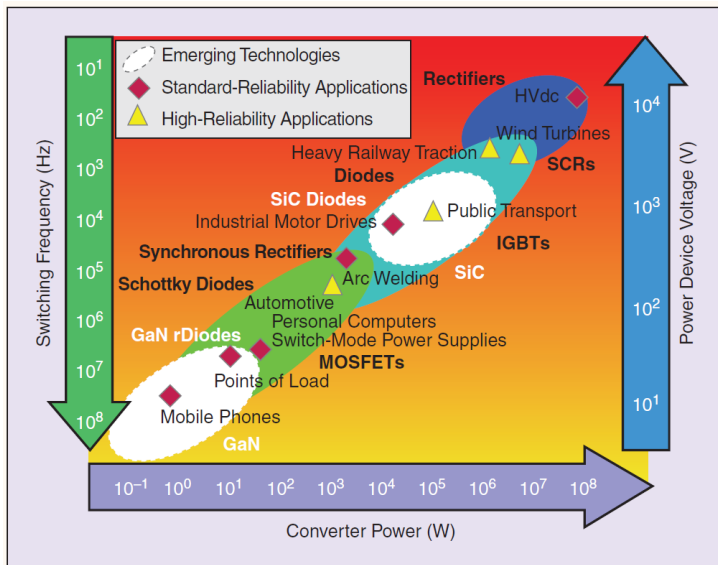 Emerging Technologies
Standard-Reliability Applications
High-Reliability Applications
Switching Frequency (Hz)
10¹
10²
10³
10⁴
10⁵
10⁶
10⁷
10⁸
Rectifiers
HVdc
Wind Turbines
Heavy Railway Traction
SCRs
Diodes
SiC Diodes
Public Transport
Industrial Motor Drives
IGBTs
Synchronous Rectifiers
SiC
Arc Welding
Schottky Diodes
Automotive
Personal Computers
GaN rDiodes
Switch-Mode Power Supplies
MOSFETs
Points of Load
Mobile Phones
GaN
10⁴
10³
10²
10¹
Power Device Voltage (V)
10⁻¹ 10⁰ 10¹ 10² 10³ 10⁴ 10⁵ 10⁶ 10⁷ 10⁸
Converter Power (W)